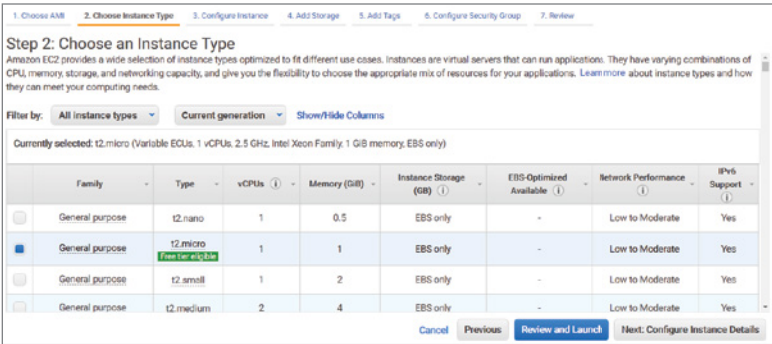 1. Choose AMI 2. Choose Instance Type 3. Configure Instance 4. Add Storage 5. Add Tags 6. Configure Security Group 7. Review
Step 2: Choose an Instance Type
Amazon EC2 provides a wide selection of instance types optimized to fit different use cases. Instances are virtual servers that can run applications. They have varying combinations of
CPU, memory, storage, and networking capacity, and give you the flexibility to choose the appropriate mix of resources for your applications. Learn more about instance types and how
they can meet your computing needs.
Filter by: All instance types Current generation Show/Hide Columns
Currently selected: t2.micro (Variable ECUs, 1 vCPUs, 2.5 GHz, Intel Xeon Family, 1 GiB memory, EBS only)
Family Type vCPUs Memory (GiB) Instance Storage (GB) EBS-Optimized Available Network Performance IPv6 Support
General purpose t2.nano 1 0.5 EBS only - Low to Moderate Yes
General purpose t2.micro Free tier eligible 1 1 EBS only - Low to Moderate Yes
General purpose t2.small 1 2 EBS only - Low to Moderate Yes
General purpose t2.medium 2 4 EBS only - Low to Moderate Yes
Cancel Previous Review and Launch Next: Configure Instance Details